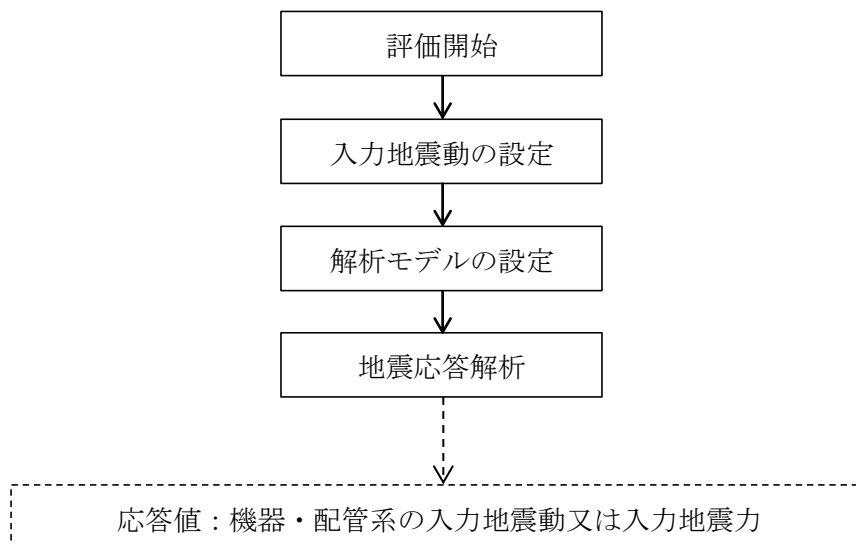 評価開始
入力地震動の設定
解析モデルの設定
地震応答解析
応答値：機器・配管系の入力地震動又は入力地震力